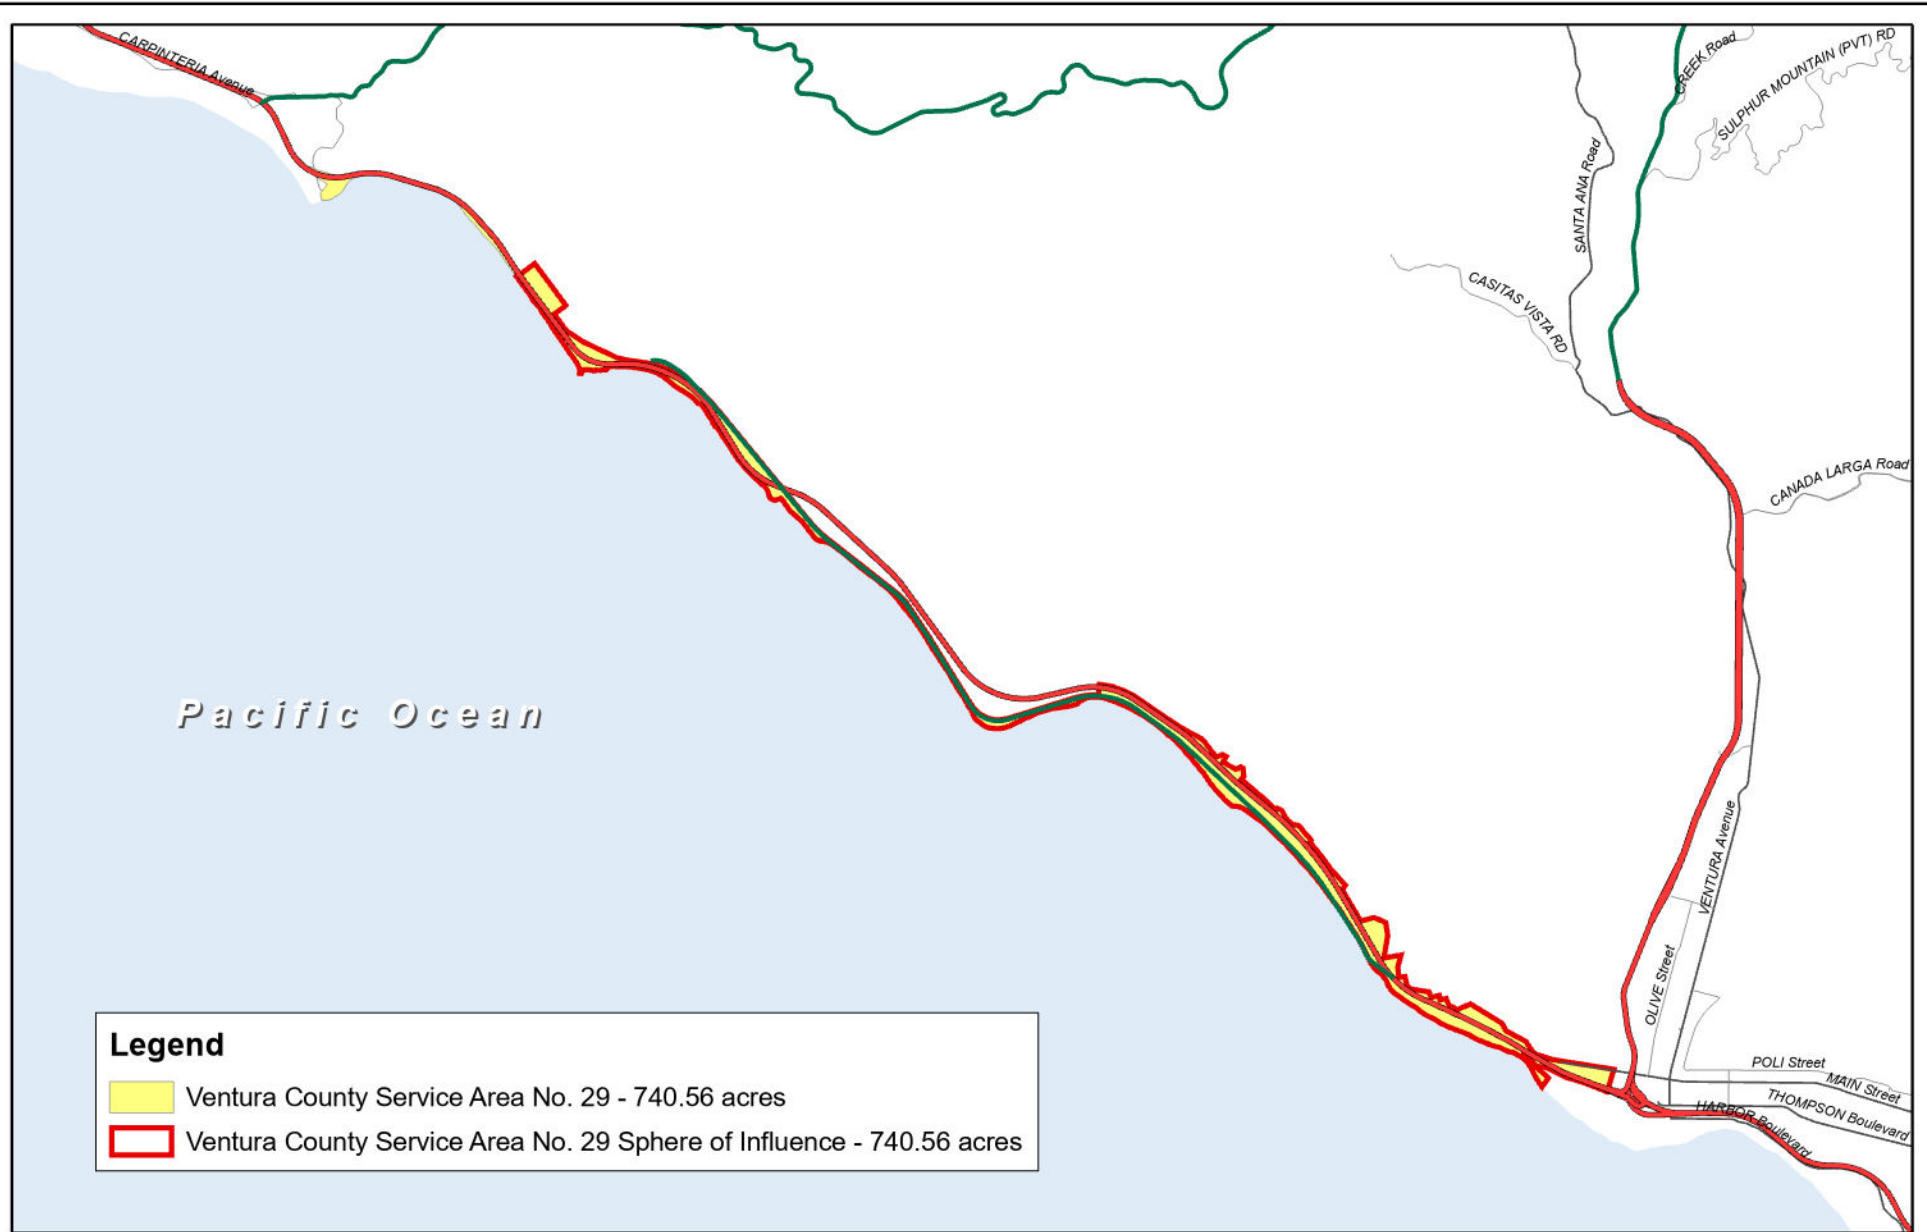 CARPINTERIA Avenue
CREEK Road
SULPHUR MOUNTAIN (PVT) RD
SANTA ANA Road
CASITAS VISTA RD
CANADA LARGA Road
Pacific Ocean
VENTURA Avenue
OLIVE Street
POLI Street
MAIN Street
THOMPSON Boulevard
HARBOR Boulevard
Legend
Ventura County Service Area No. 29 - 740.56 acres
Ventura County Service Area No. 29 Sphere of Influence - 740.56 acres